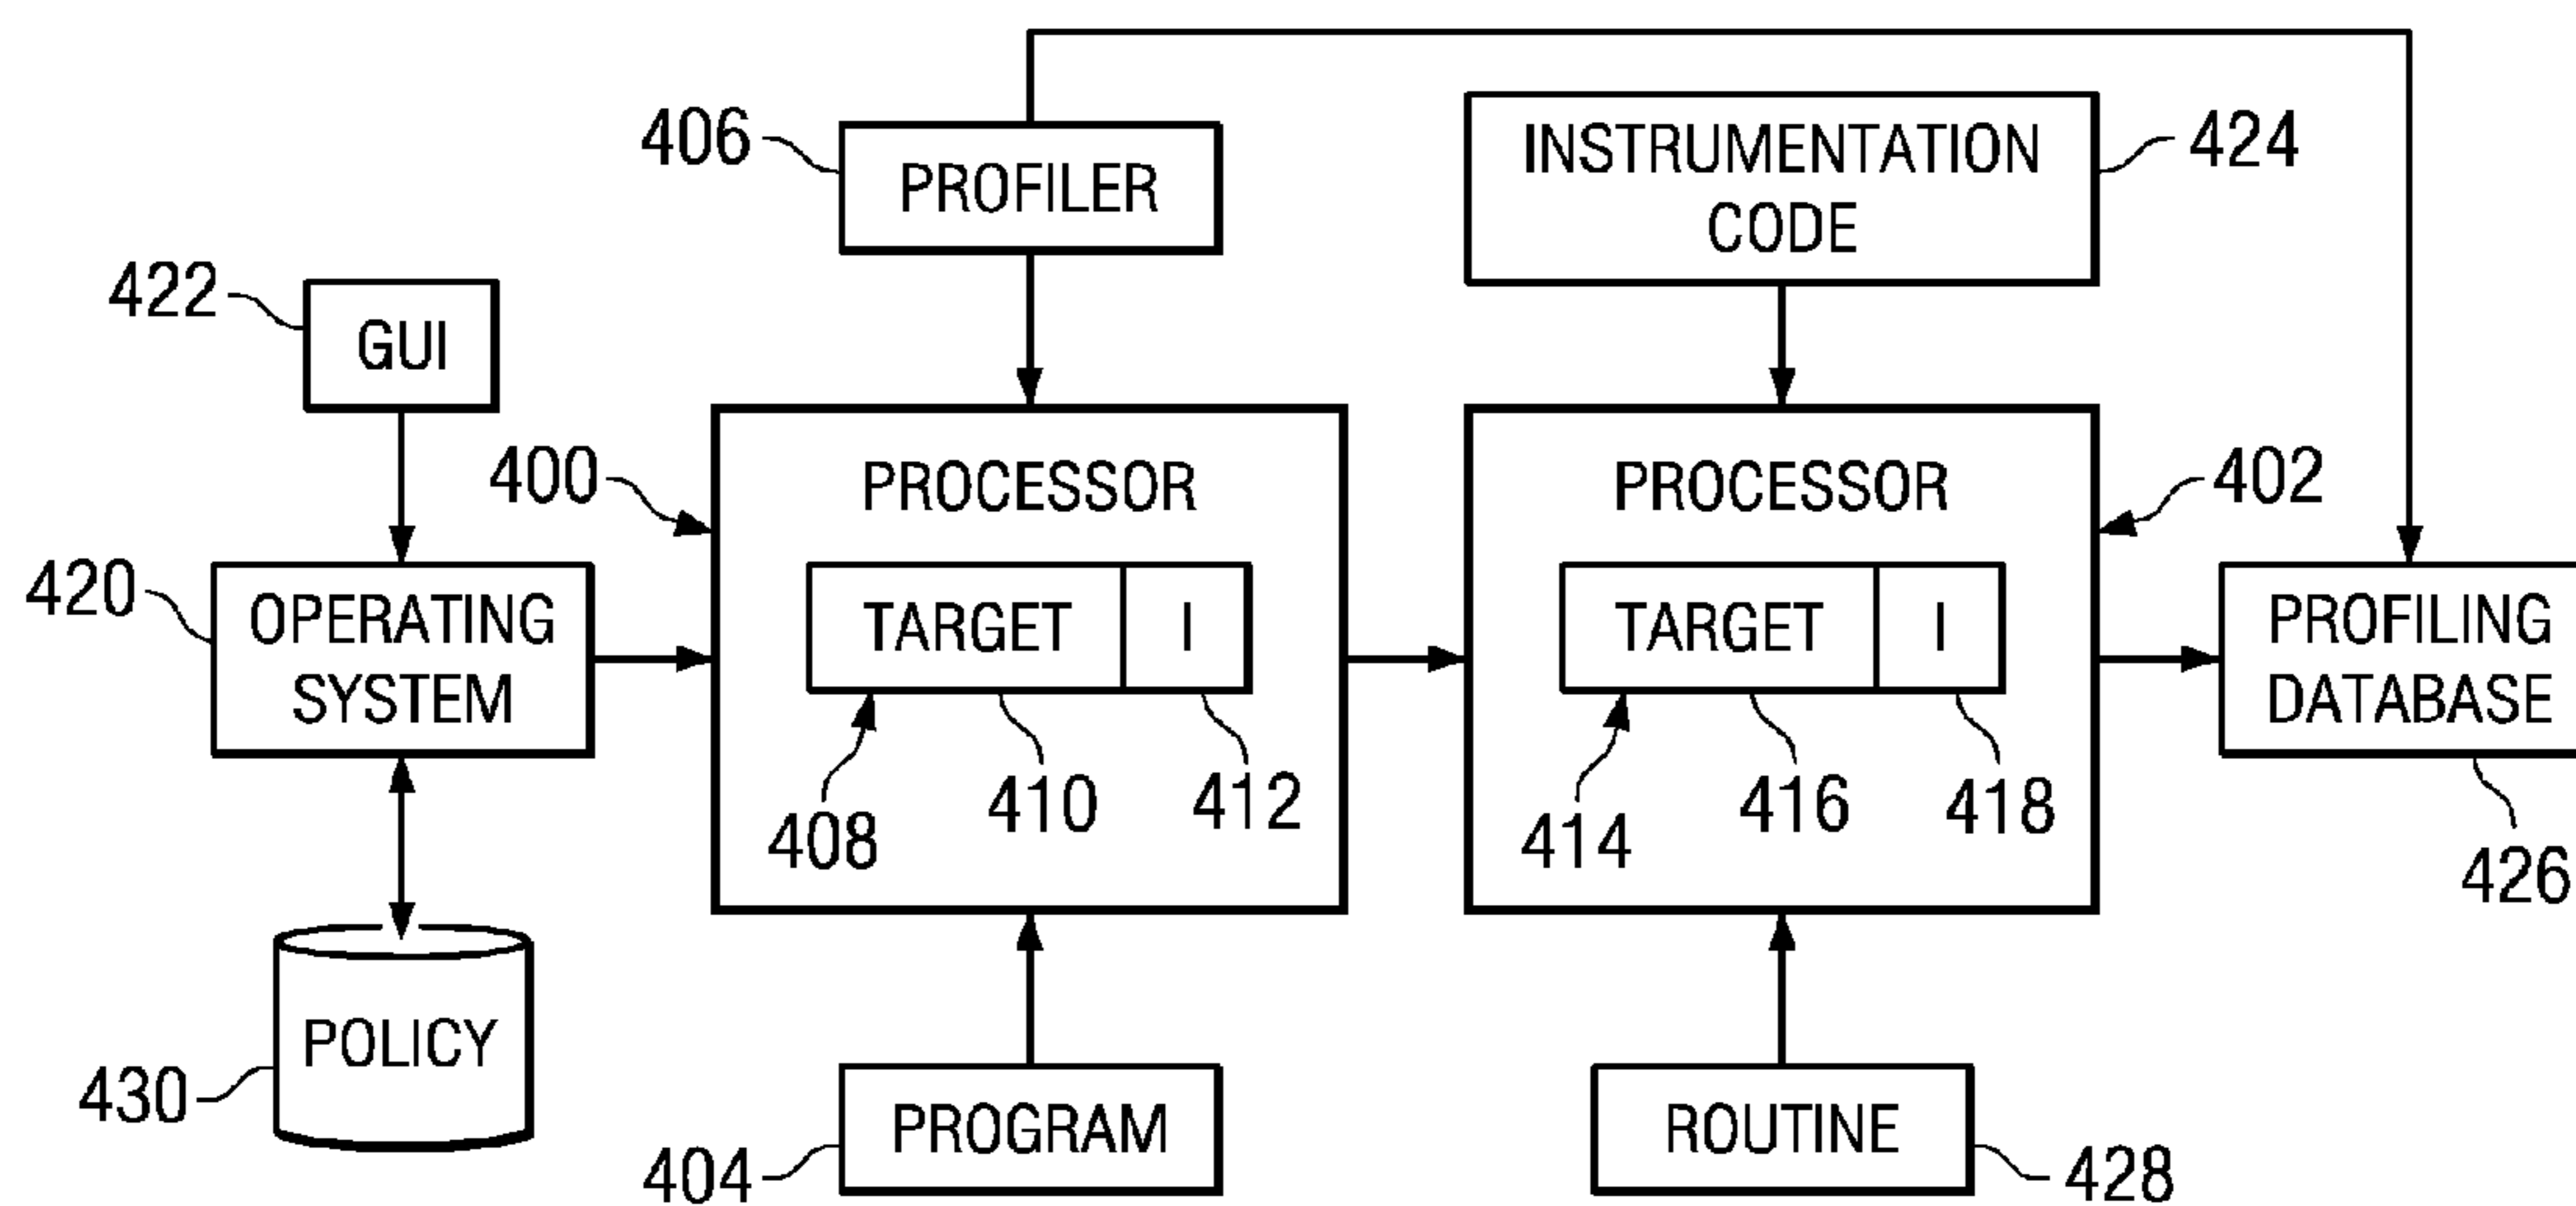 406
PROFILER
INSTRUMENTATION
CODE
424
422
GUI
400
PROCESSOR
PROCESSOR
402
420
OPERATING
SYSTEM
TARGET
I
TARGET
I
PROFILING
DATABASE
408
410
412
414
416
418
426
430
POLICY
404
PROGRAM
ROUTINE
428